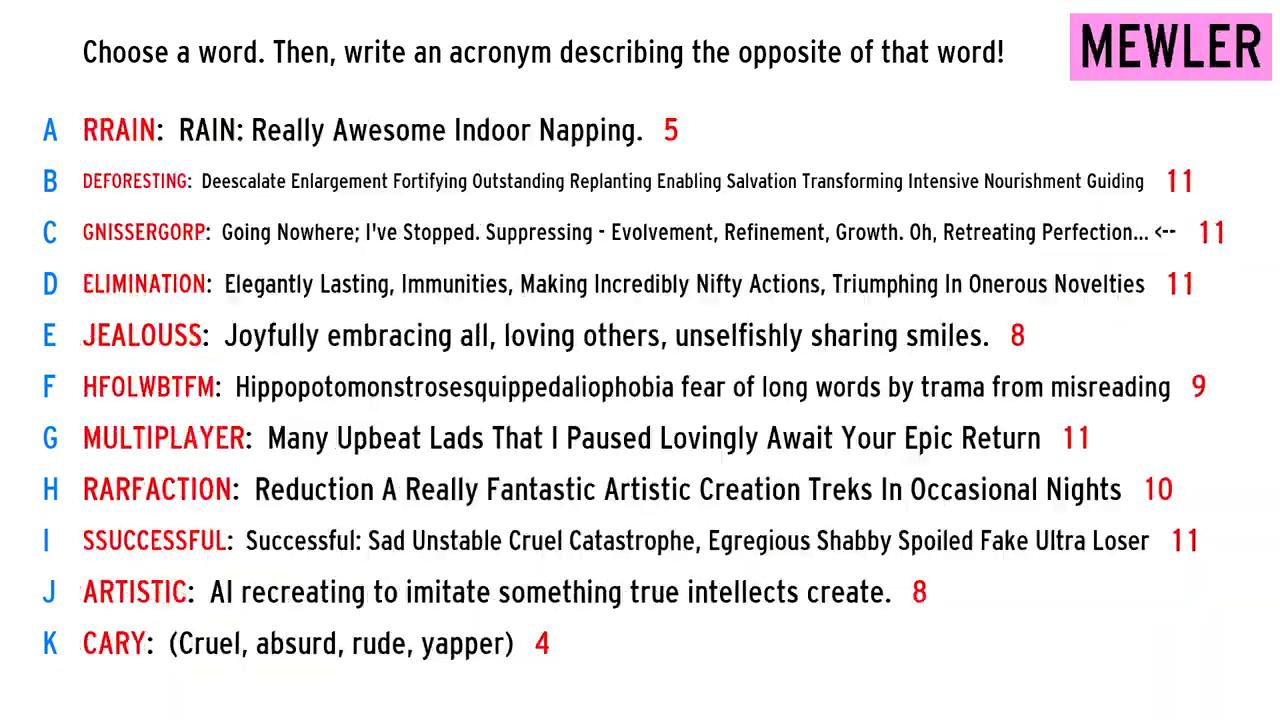 Choose a word. Then, write an acronym describing the opposite of that word!
MEWLER
A RRAIN: RAIN: Really Awesome Indoor Napping. 5
B DEFORESTING: Deescalate Enlargement Fortifying Outstanding Replanting Enabling Salvation Transforming Intensive Nourishment Guiding 11
C GNISSERGORP: Going Nowhere; I've Stopped. Suppressing - Evolvement, Refinement, Growth. Oh, Retreating Perfection... <-- 11
D ELIMINATION: Elegantly Lasting, Immunities, Making Incredibly Nifty Actions, Triumphing In Onerous Novelties 11
E JEALOUSS: Joyfully embracing all, loving others, unselfishly sharing smiles. 8
F HFOLWBTFM: Hippopotomonstrosesquippedaliophobia fear of long words by trama from misreading 9
G MULTIPLAYER: Many Upbeat Lads That I Paused Lovingly Await Your Epic Return 11
H RARFACTION: Reduction A Really Fantastic Artistic Creation Treks In Occasional Nights 10
I SSUCCESSFUL: Successful: Sad Unstable Cruel Catastrophe, Egregious Shabby Spoiled Fake Ultra Loser 11
J ARTISTIC: AI recreating to imitate something true intellects create. 8
K CARY: (Cruel, absurd, rude, yapper) 4